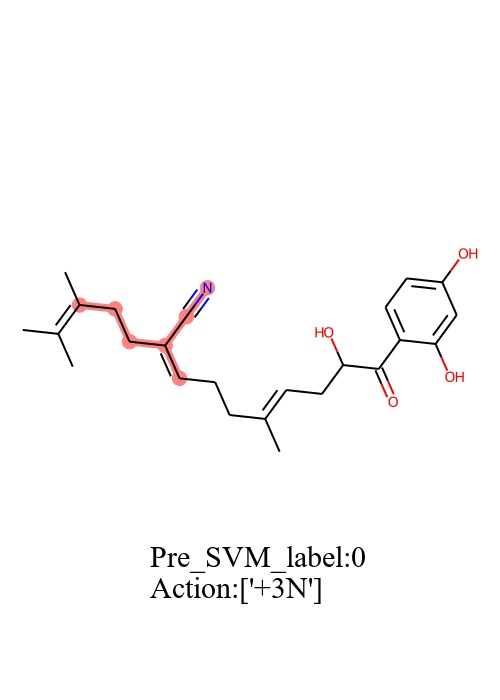 OH
N
HO
OH
O
Pre_SVM_label:0
Action:['+3N']